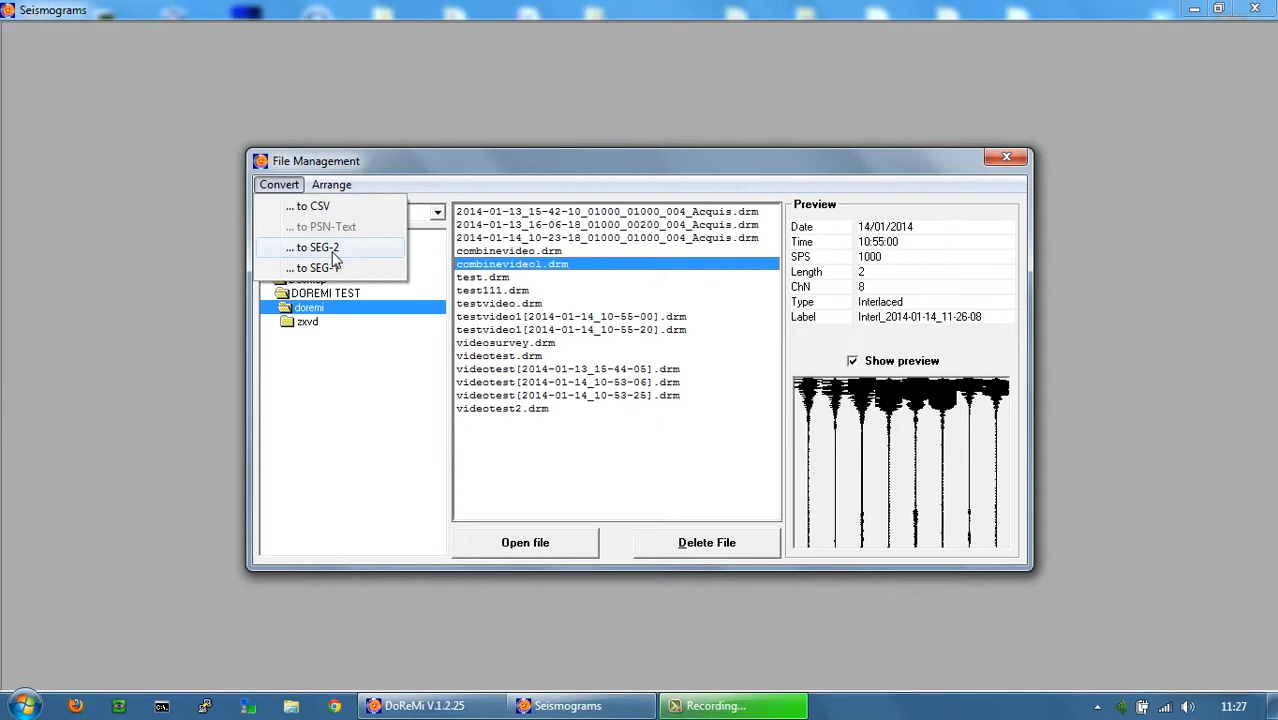 Seismograms
File Management
Convert Arrange
... to CSV
... to PSN-Text
... to SEG-2
... to SEG-Y
DOREMI TEST
doremi
zxvd
2014-01-13_15-42-10_01000_01000_004_Acquis.drm
2014-01-13_16-06-18_01000_00200_004_Acquis.drm
2014-01-14_10-23-18_01000_01000_004_Acquis.drm
combinevideo.drm
combinevideo1.drm
test.drm
test111.drm
testvideo.drm
testvideo1[2014-01-14_10-55-00].drm
testvideo1[2014-01-14_10-55-20].drm
videosurvey.drm
videotest.drm
videotest[2014-01-13_15-44-05].drm
videotest[2014-01-14_10-53-06].drm
videotest[2014-01-14_10-53-25].drm
videotest2.drm
Open file
Delete File
Preview
Date 14/01/2014
Time 10:55:00
SPS 1000
Length 2
ChN 8
Type Interlaced
Label Interl_2014-01-14_11-26-08
Show preview
DoReMi V.1.2.25
Seismograms
Recording...
11:27